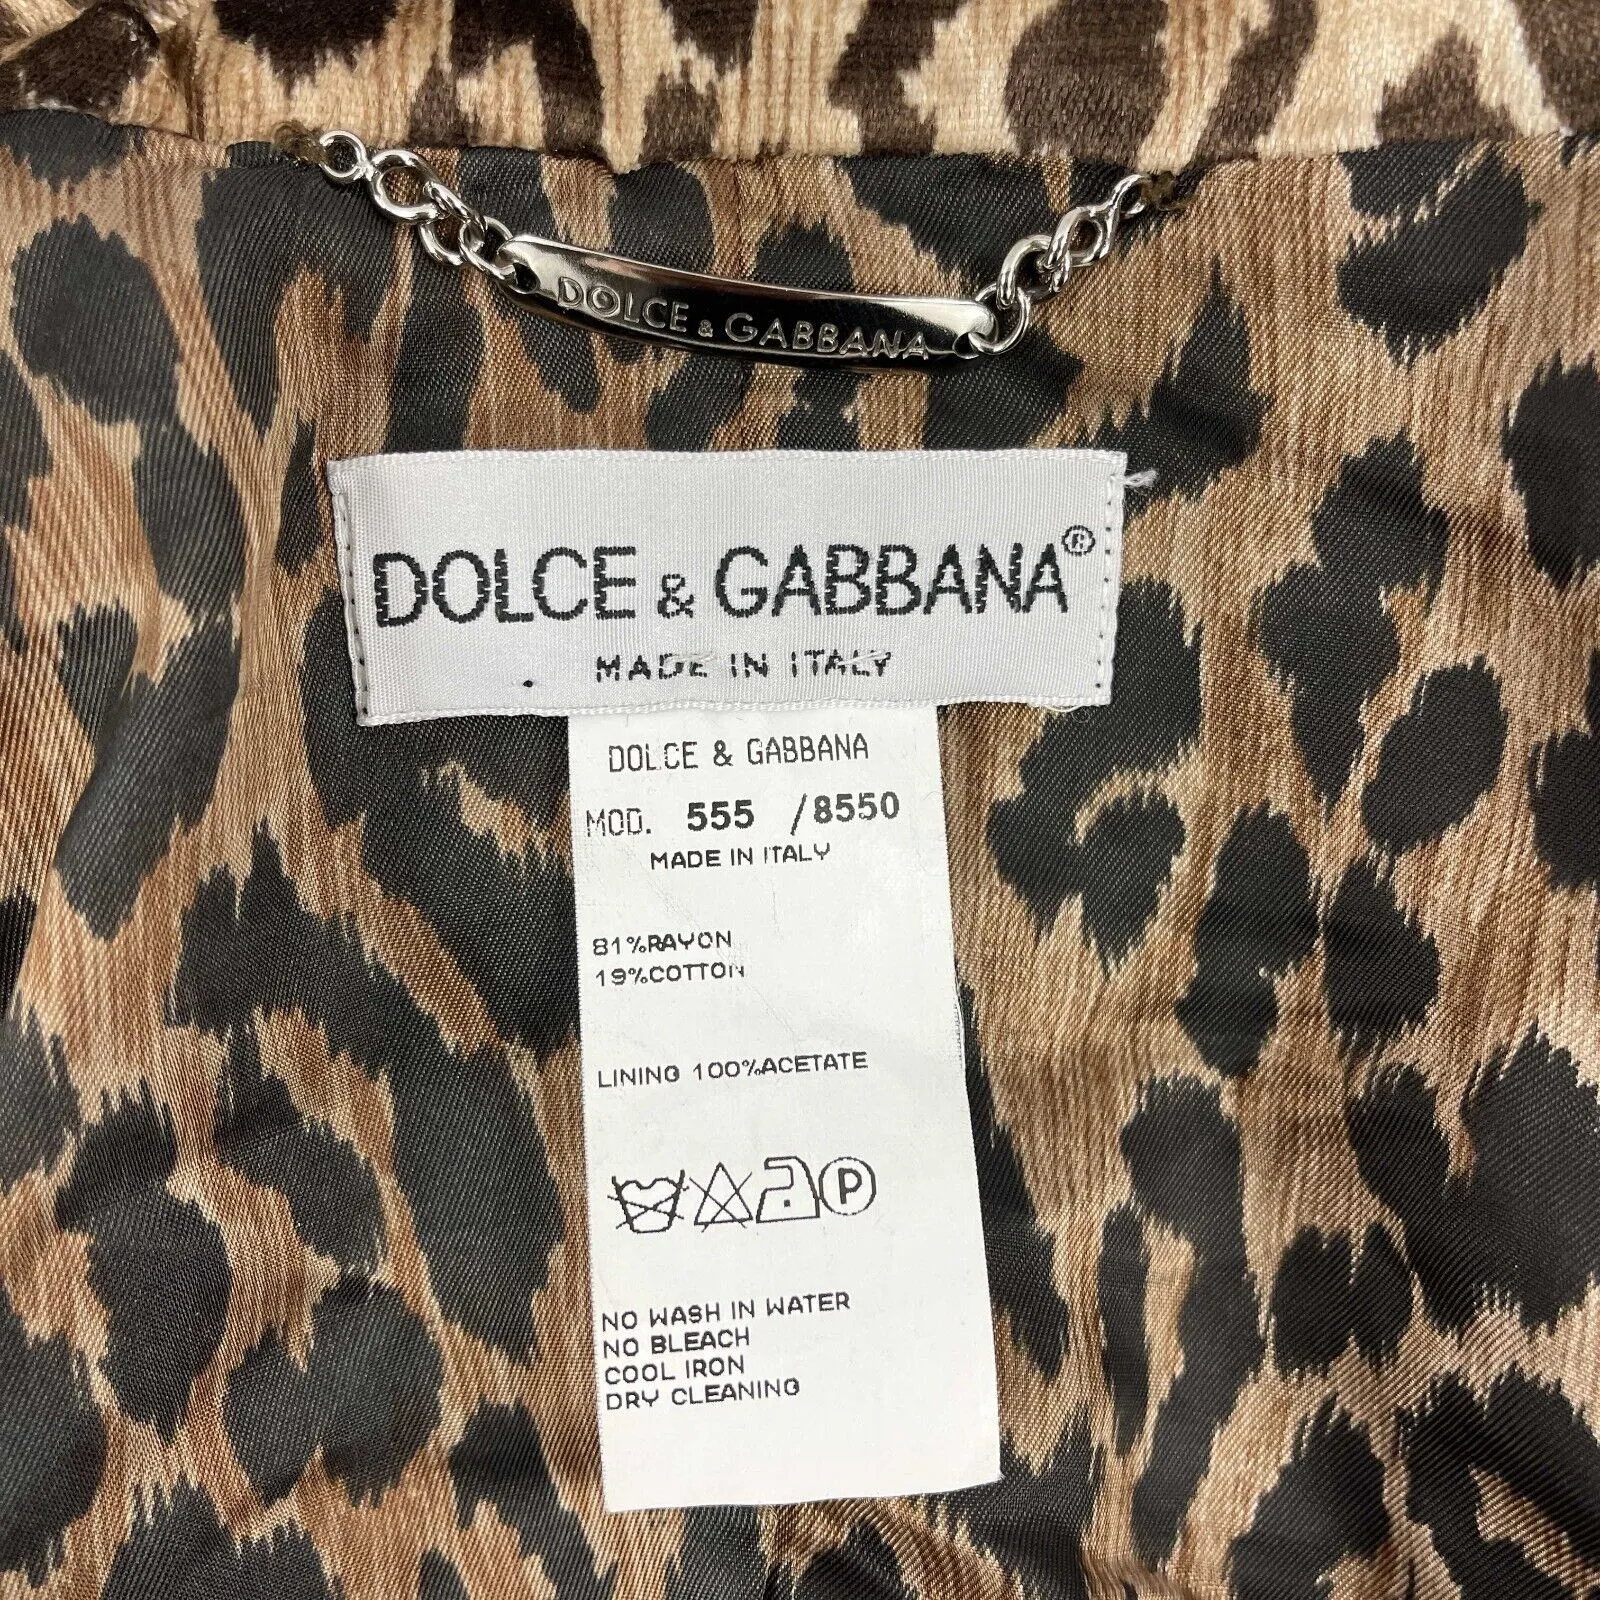 DOLCE & GABBANA
DOLCE & GABBANA®
MADE IN ITALY
DOLCE & GABBANA
MOD. 555 /8550
MADE IN ITALY
81%RAYON
19%COTTON
LINING 100%ACETATE
P
NO WASH IN WATER
NO BLEACH
COOL IRON
DRY CLEANING